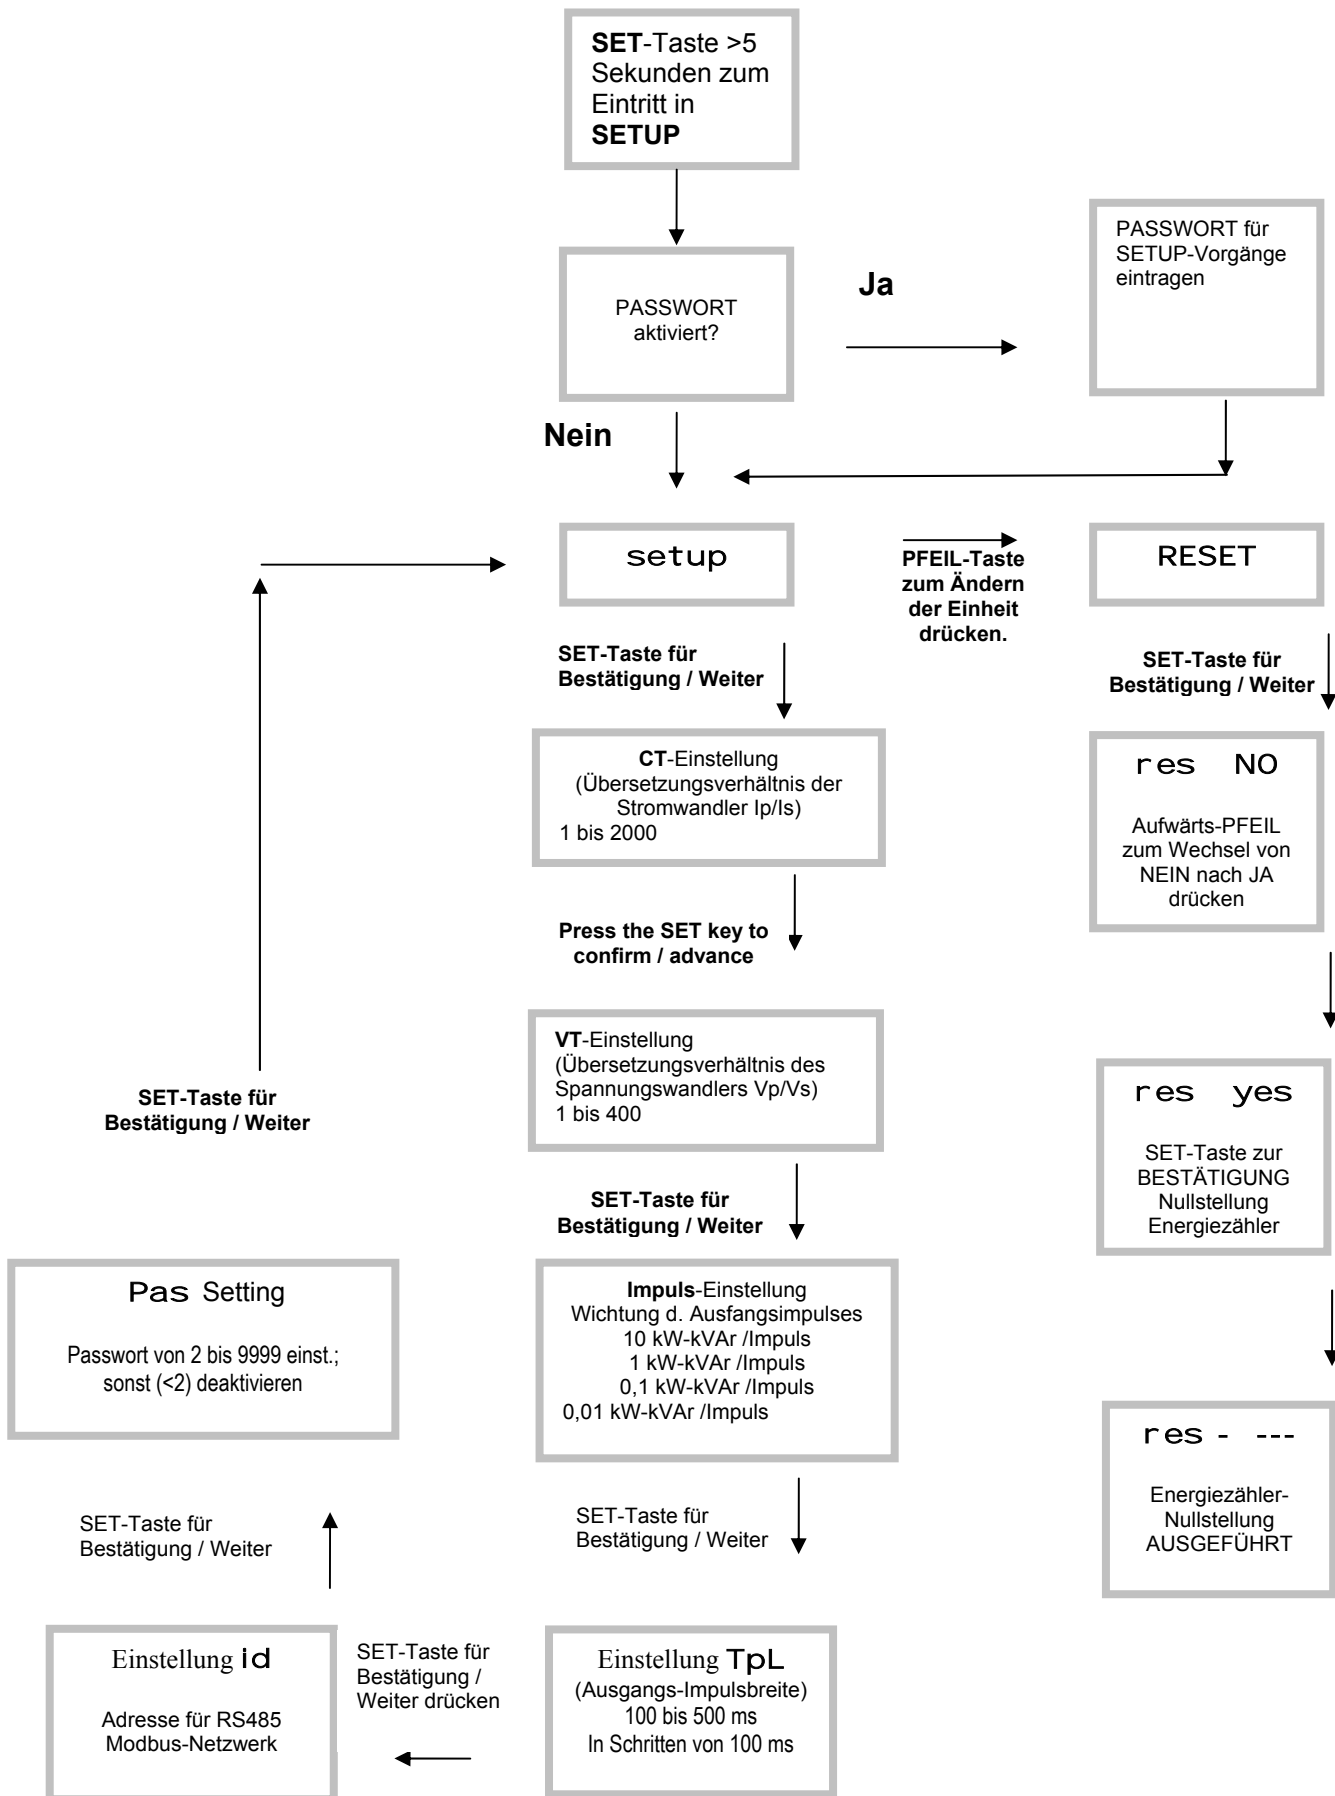 SET-Taste >5
Sekunden zum
Eintritt in
SETUP
PASSWORT
aktiviert?
Ja
PASSWORT für
SETUP-Vorgänge
eintragen
Nein
setup
PFEIL-Taste
zum Ändern
der Einheit
drücken.
RESET
SET-Taste für
Bestätigung / Weiter
SET-Taste für
Bestätigung / Weiter
CT-Einstellung
(Übersetzungsverhältnis der
Stromwandler Ip/Is)
1 bis 2000
res NO
Aufwärts-PFEIL
zum Wechsel von
NEIN nach JA
drücken
Press the SET key to
confirm / advance
VT-Einstellung
(Übersetzungsverhältnis des
Spannungswandlers Vp/Vs)
1 bis 400
res yes
SET-Taste zur
BESTÄTIGUNG
Nullstellung
Energiezähler
SET-Taste für
Bestätigung / Weiter
SET-Taste für
Bestätigung / Weiter
Pas Setting
Passwort von 2 bis 9999 einst.;
sonst (<2) deaktivieren
Impuls-Einstellung
Wichtung d. Ausfangsimpulses
10 kW-kVAr /Impuls
1 kW-kVAr /Impuls
0,1 kW-kVAr /Impuls
0,01 kW-kVAr /Impuls
res - ---
Energiezähler-
Nullstellung
AUSGEFÜHRT
SET-Taste für
Bestätigung / Weiter
SET-Taste für
Bestätigung / Weiter
Einstellung id
Adresse für RS485
Modbus-Netzwerk
SET-Taste für
Bestätigung /
Weiter drücken
Einstellung TpL
(Ausgangs-Impulsbreite)
100 bis 500 ms
In Schritten von 100 ms